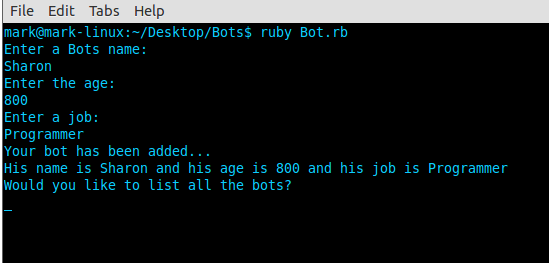 File Edit Tabs Help
mark@mark-linux:~/Desktop/Bots$ ruby Bot.rb
Enter a Bots name:
Sharon
Enter the age:
800
Enter a job:
Programmer
Your bot has been added...
His name is Sharon and his age is 800 and his job is Programmer
Would you like to list all the bots?
_